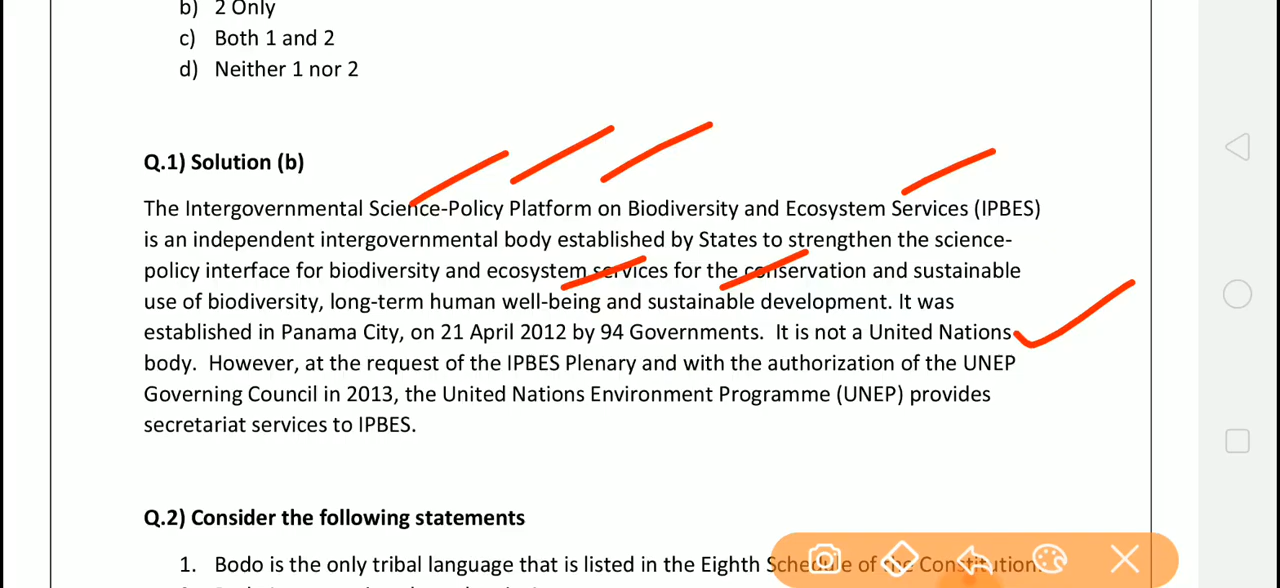 b) 2 Only
c) Both 1 and 2
d) Neither 1 nor 2
Q.1) Solution (b)
The Intergovernmental Science-Policy Platform on Biodiversity and Ecosystem Services (IPBES)
is an independent intergovernmental body established by States to strengthen the science-
policy interface for biodiversity and ecosystem services for the conservation and sustainable
use of biodiversity, long-term human well-being and sustainable development. It was
established in Panama City, on 21 April 2012 by 94 Governments. It is not a United Nations
body. However, at the request of the IPBES Plenary and with the authorization of the UNEP
Governing Council in 2013, the United Nations Environment Programme (UNEP) provides
secretariat services to IPBES.
Q.2) Consider the following statements
1. Bodo is the only tribal language that is listed in the Eighth Schedule of the Constitution.